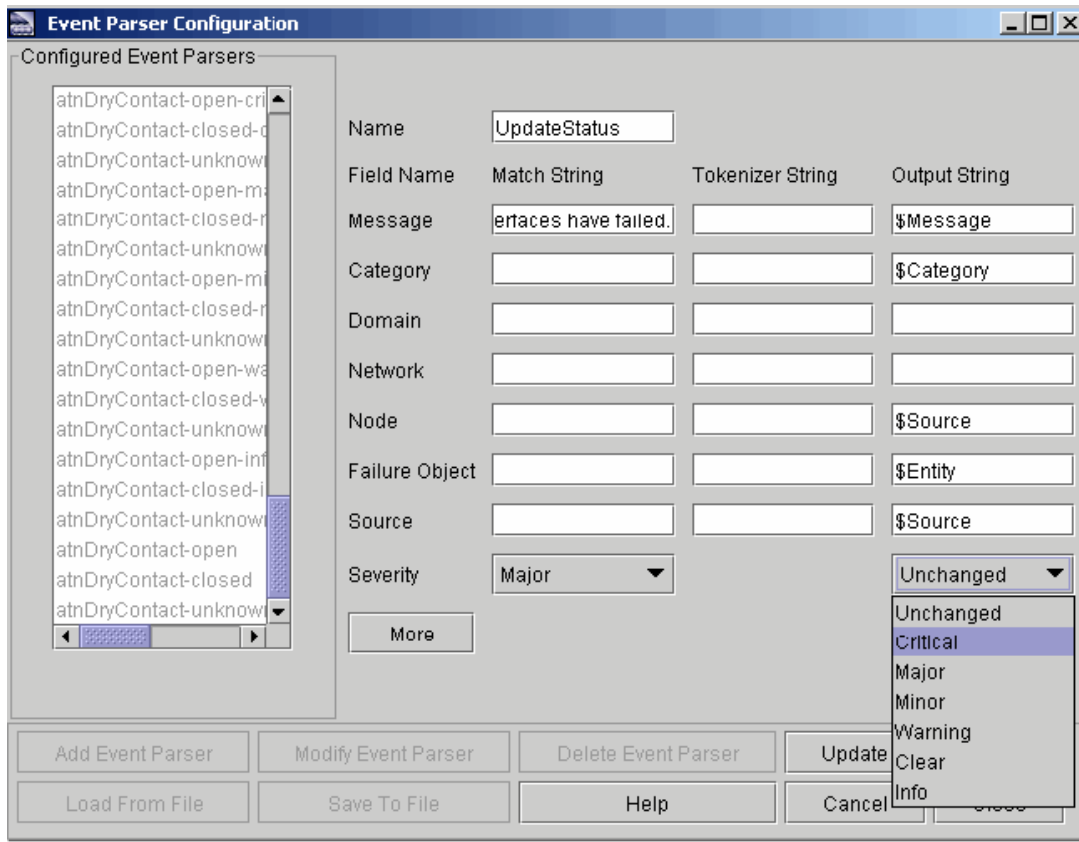 Event Parser Configuration
Configured Event Parsers
atnDryContact-open-cri
atnDryContact-closed-c
atnDryContact-unknow
atnDryContact-open-ma
atnDryContact-closed-r
atnDryContact-unknow
atnDryContact-open-mi
atnDryContact-closed-r
atnDryContact-unknow
atnDryContact-open-wa
atnDryContact-closed-v
atnDryContact-unknow
atnDryContact-open-inf
atnDryContact-closed-i
atnDryContact-unknow
atnDryContact-open
atnDryContact-closed
atnDryContact-unknow
Name UpdateStatus
Field Name Match String Tokenizer String Output String
Message erfaces have failed. $Message
Category $Category
Domain
Network
Node $Source
Failure Object $Entity
Source $Source
Severity Major Unchanged
Unchanged
Critical
Major
Minor
Warning
Clear
Info
More
Add Event Parser Modify Event Parser Delete Event Parser Update
Load From File Save To File Help Cancel